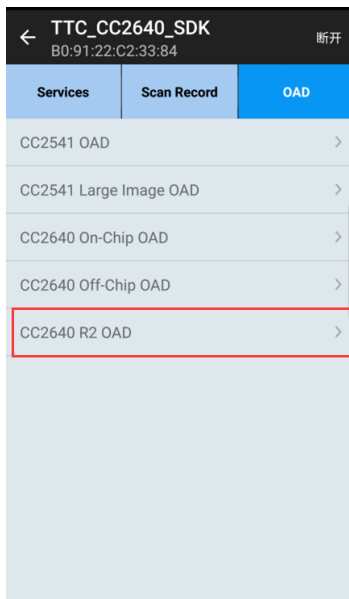 TTC_CC2640_SDK
B0:91:22:C2:33:84
断开
Services
Scan Record
OAD
CC2541 OAD
CC2541 Large Image OAD
CC2640 On-Chip OAD
CC2640 Off-Chip OAD
CC2640 R2 OAD